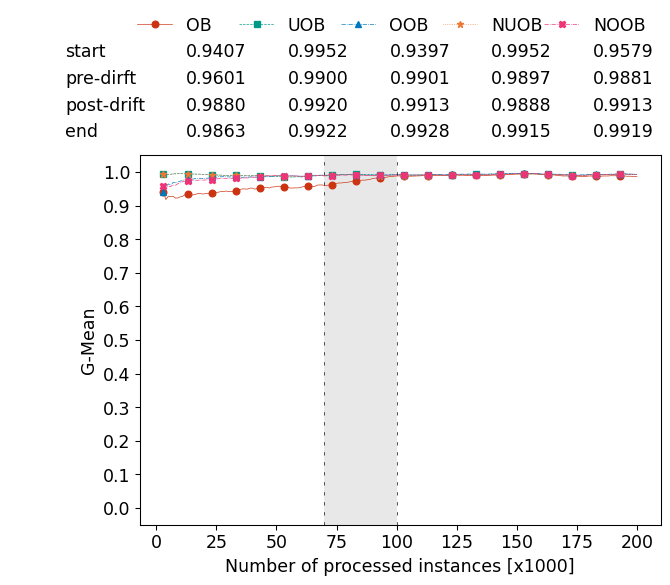 OB UOB OOB NUOB NOOB
start 0.9407 0.9952 0.9397 0.9952 0.9579
pre-dirft 0.9601 0.9900 0.9901 0.9897 0.9881
post-drift 0.9880 0.9920 0.9913 0.9888 0.9913
end 0.9863 0.9922 0.9928 0.9915 0.9919
1.0
0.9
0.8
0.7
0.6
0.5
0.4
0.3
0.2
0.1
0.0
G-Mean
0 25 50 75 100 125 150 175 200
Number of processed instances [x1000]